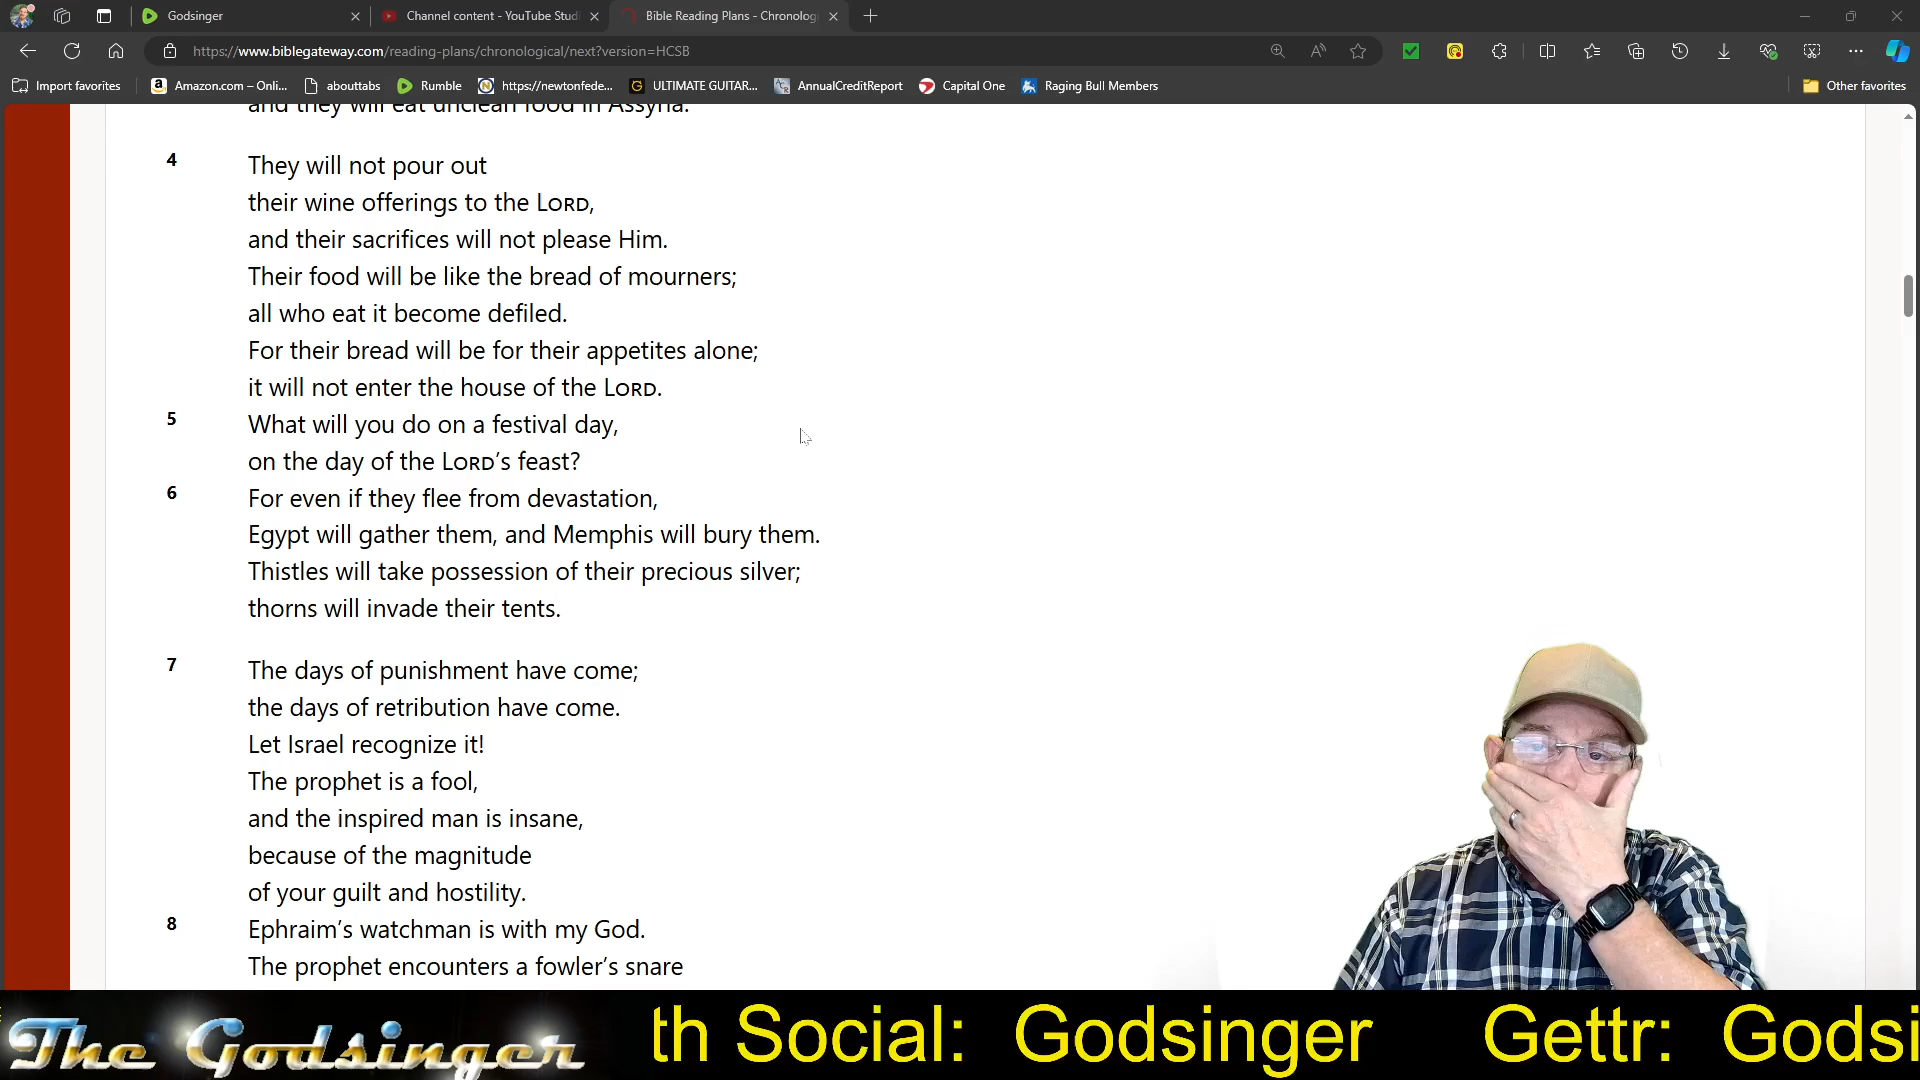 Godsinger
Channel content - YouTube Stud
Bible Reading Plans - Chronolog
https://www.biblegateway.com/reading-plans/chronological/next?version=HCSB
Import favorites
Amazon.com – Onli...
abouttabs
Rumble
https://newtonfede...
ULTIMATE GUITAR...
AnnualCreditReport
Capital One
Raging Bull Members
Other favorites
and they will eat unclean food in Assyria.
4 They will not pour out
their wine offerings to the LORD,
and their sacrifices will not please Him.
Their food will be like the bread of mourners;
all who eat it become defiled.
For their bread will be for their appetites alone;
it will not enter the house of the LORD.
5 What will you do on a festival day,
on the day of the LORD’s feast?
6 For even if they flee from devastation,
Egypt will gather them, and Memphis will bury them.
Thistles will take possession of their precious silver;
thorns will invade their tents.
7 The days of punishment have come;
the days of retribution have come.
Let Israel recognize it!
The prophet is a fool,
and the inspired man is insane,
because of the magnitude
of your guilt and hostility.
8 Ephraim’s watchman is with my God.
The prophet encounters a fowler’s snare
The Godsinger
th Social: Godsinger Gettr: Godsi